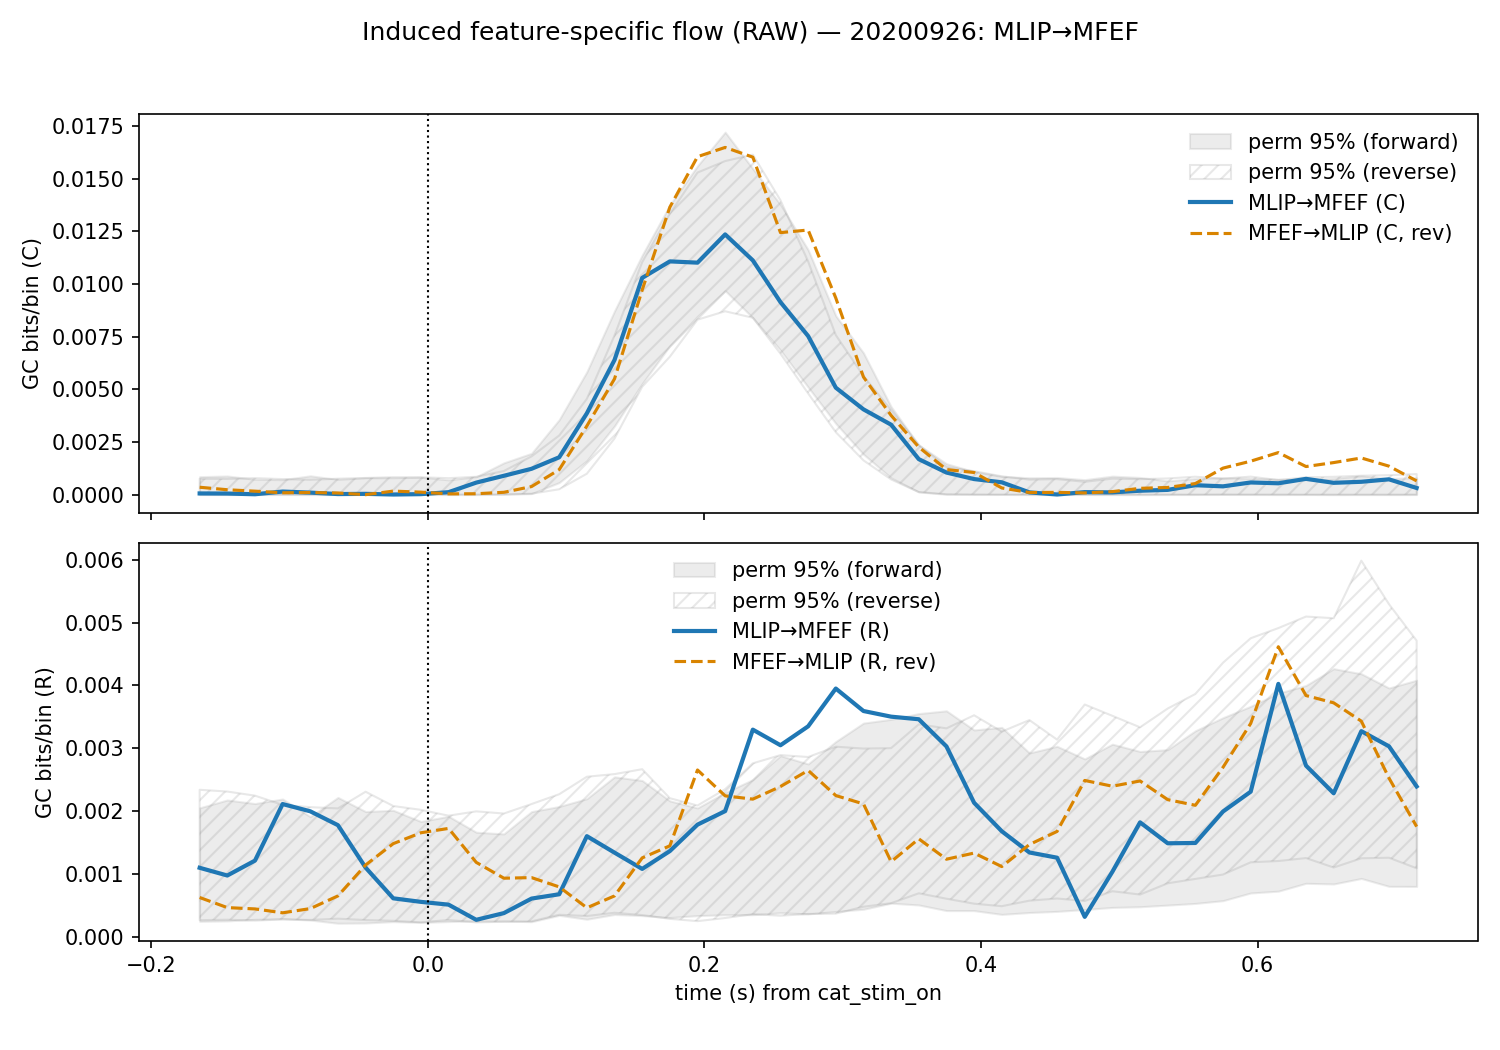 Induced feature-specific flow (RAW) — 20200926: MLIP→MFEF
GC bits/bin (C)
0.0175
0.0150
0.0125
0.0100
0.0075
0.0050
0.0025
0.0000
perm 95% (forward)
perm 95% (reverse)
MLIP→MFEF (C)
MFEF→MLIP (C, rev)
GC bits/bin (R)
0.006
0.005
0.004
0.003
0.002
0.001
0.000
perm 95% (forward)
perm 95% (reverse)
MLIP→MFEF (R)
MFEF→MLIP (R, rev)
−0.2
0.0
0.2
0.4
0.6
time (s) from cat_stim_on